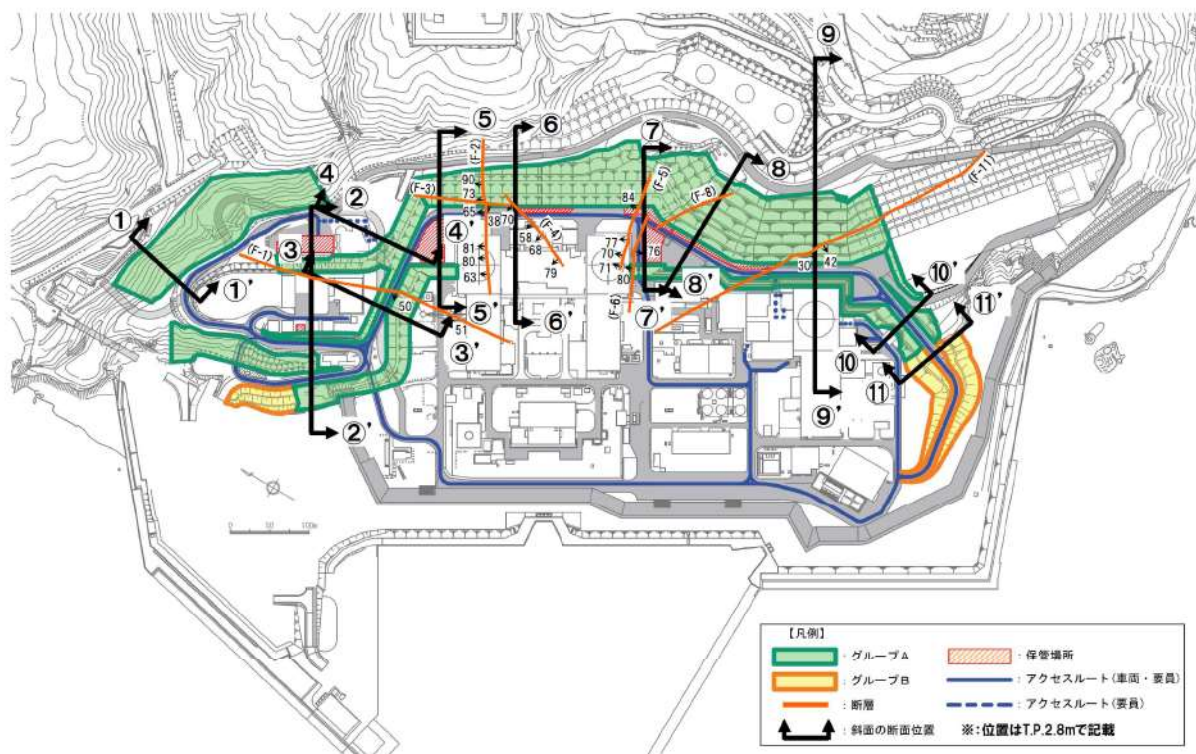 ⑨
⑤
⑥
⑦
④
②
(F-2)
⑧
(F-11)
①
(F-3)
90
73
(F-5)
84
(F-8)
65
38
70
(F-4)
③
(F-1)
④'
58
68
77
70
76
①'
81
80
63
79
71
80
30
42
⑩'
50
⑤'
⑧'
⑪'
51
③'
⑥'
(F-6)
⑦'
⑩
⑪
②'
⑨'
0 50 100m
【凡例】
:グループA
:保管場所
:グループB
:アクセスルート(車両・要員)
:断層
:アクセスルート(要員)
:斜面の断面位置
※:位置はT.P.2.8mで記載